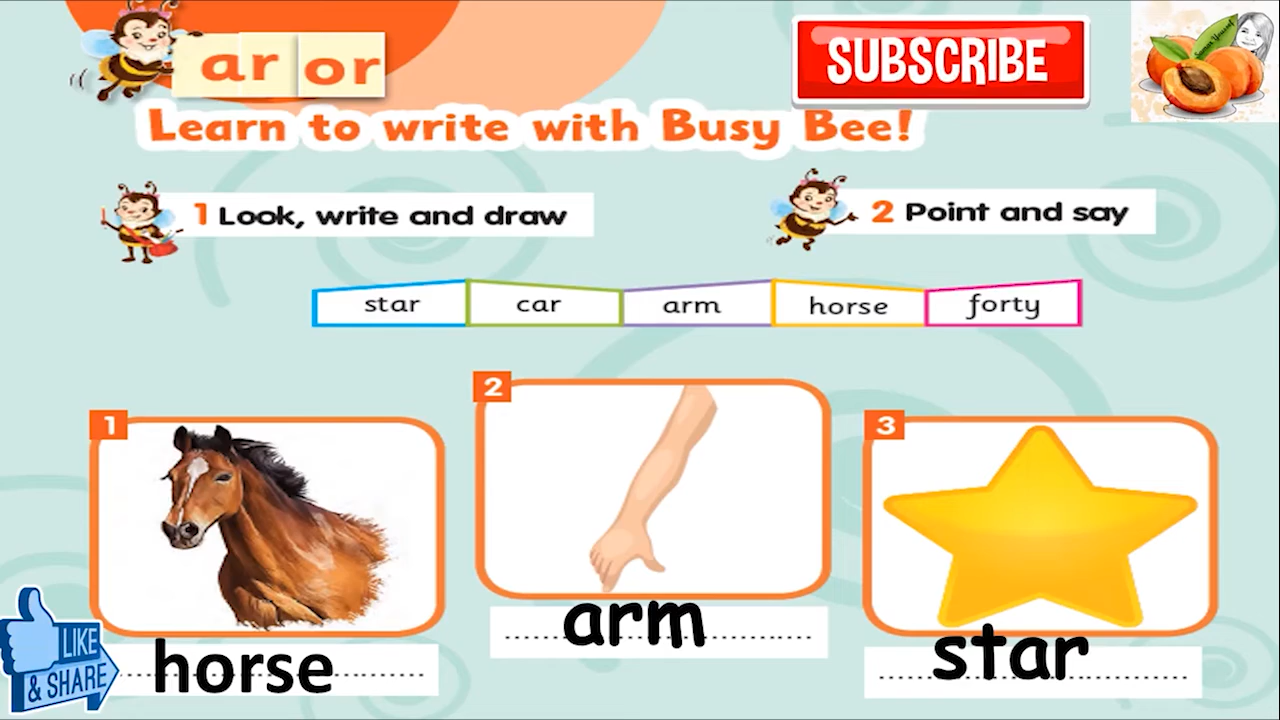 ar or
SUBSCRIBE
Learn to write with Busy Bee!
1 Look, write and draw
2 Point and say
star car arm horse forty
1
2
3
horse
arm
star
LIKE
& SHARE